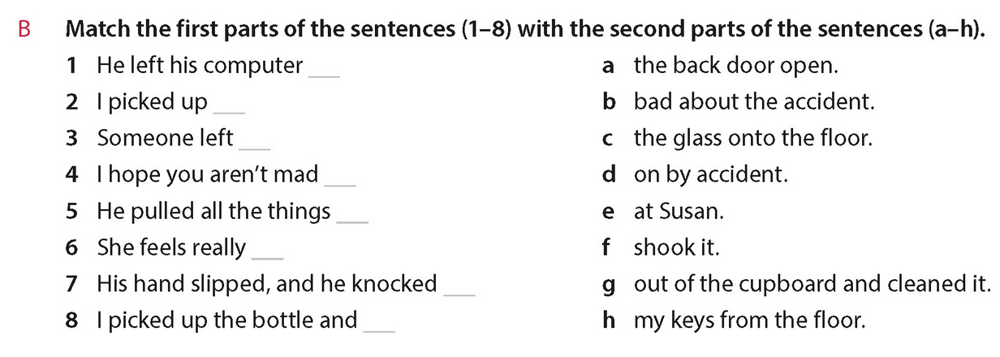 B Match the first parts of the sentences (1–8) with the second parts of the sentences (a–h).
1 He left his computer ___ a the back door open.
2 I picked up ___ b bad about the accident.
3 Someone left ___ c the glass onto the floor.
4 I hope you aren't mad ___ d on by accident.
5 He pulled all the things ___ e at Susan.
6 She feels really ___ f shook it.
7 His hand slipped, and he knocked ___ g out of the cupboard and cleaned it.
8 I picked up the bottle and ___ h my keys from the floor.